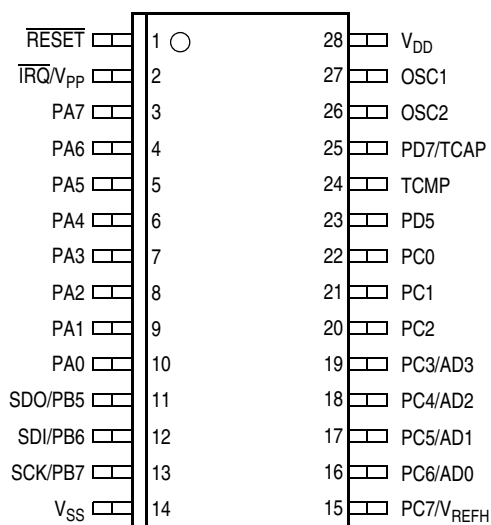 RESET 1 28 VDD
IRQ/VPP 2 27 OSC1
PA7 3 26 OSC2
PA6 4 25 PD7/TCAP
PA5 5 24 TCMP
PA4 6 23 PD5
PA3 7 22 PC0
PA2 8 21 PC1
PA1 9 20 PC2
PA0 10 19 PC3/AD3
SDO/PB5 11 18 PC4/AD2
SDI/PB6 12 17 PC5/AD1
SCK/PB7 13 16 PC6/AD0
VSS 14 15 PC7/VREFH